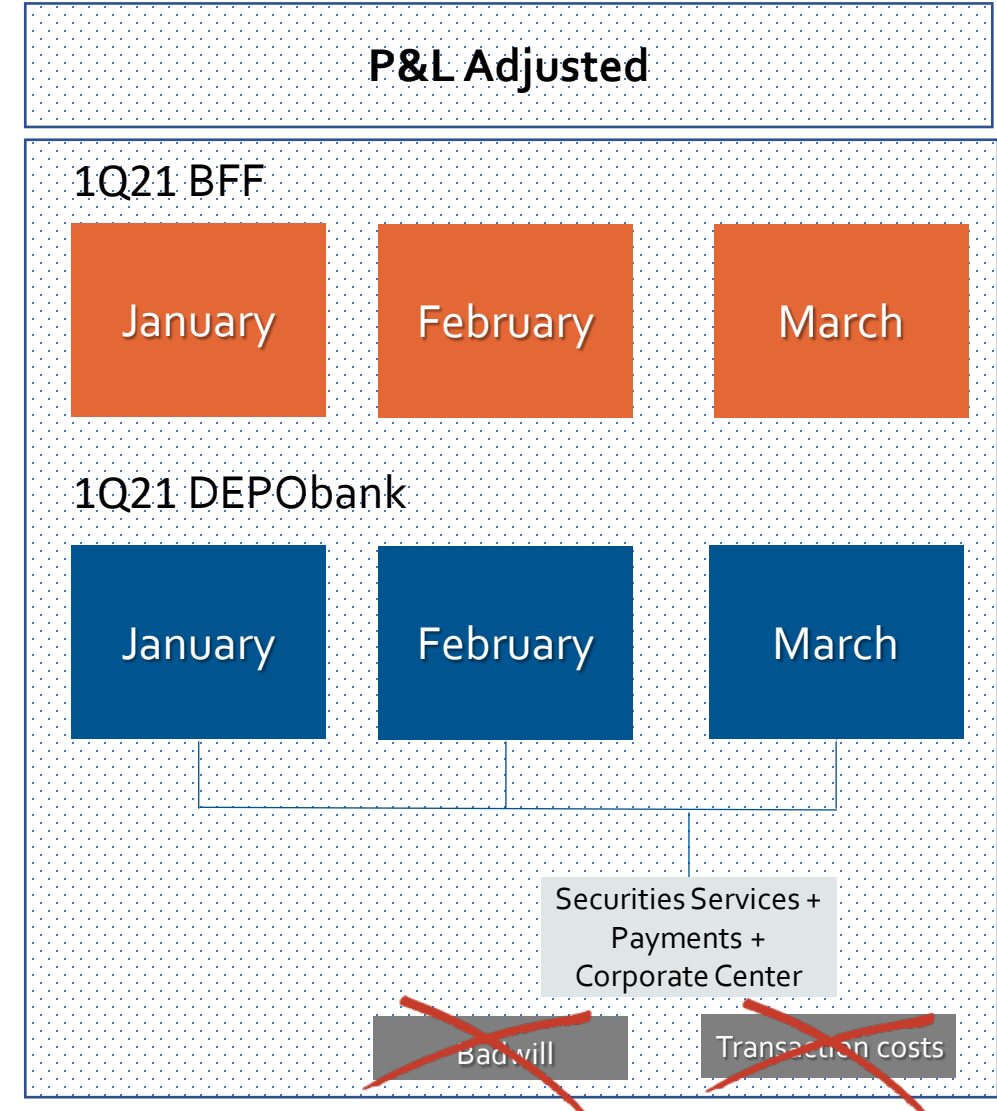 P&L Adjusted
1Q21 BFF
January
February
March
1Q21 DEPObank
January
February
March
Securities Services +
Payments +
Corporate Center
Badwill
Transaction costs